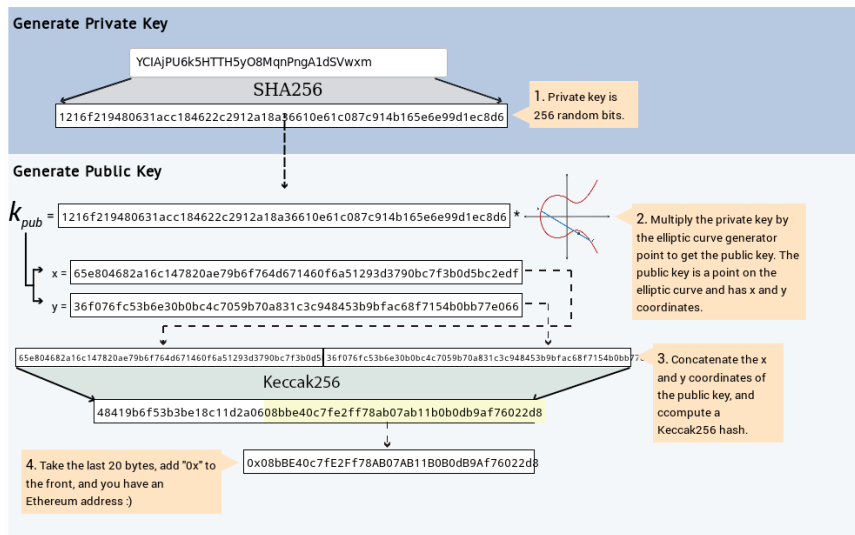 Generate Private Key
YCIAjPU6k5HTTH5yO8MqnPngA1dSVwxm
SHA256
1216f219480631acc184622c2912a18a36610e61c087c914b165e6e99d1ec8d6
1. Private key is
256 random bits.
Generate Public Key
kpub = 1216f219480631acc184622c2912a18a36610e61c087c914b165e6e99d1ec8d6 *
2. Multiply the private key by
the elliptic curve generator
point to get the public key. The
public key is a point on the
elliptic curve and has x and y
coordinates.
x = 65e804682a16c147820ae79b6f764d671460f6a51293d3790bc7f3b0d5bc2edf
y = 36f076fc53b6e30b0bc4c7059b70a831c3c948453b9bfac68f7154b0bb77e066
65e804682a16c147820ae79b6f764d671460f6a51293d3790bc7f3b0d5 36f076fc53b6e30b0bc4c7059b70a831c3c948453b9bfac68f7154b0bb77e
Keccak256
48419b6f53b3be18c11d2a0608bbe40c7fe2ff78ab07ab11b0b0db9af76022d8
3. Concatenate the x
and y coordinates of
the public key, and
ccompute a
Keccak256 hash.
4. Take the last 20 bytes, add "0x" to
the front, and you have an
Ethereum address :)
0x08bBE40c7fE2Ff78AB07AB11B0B0dB9Af76022d8